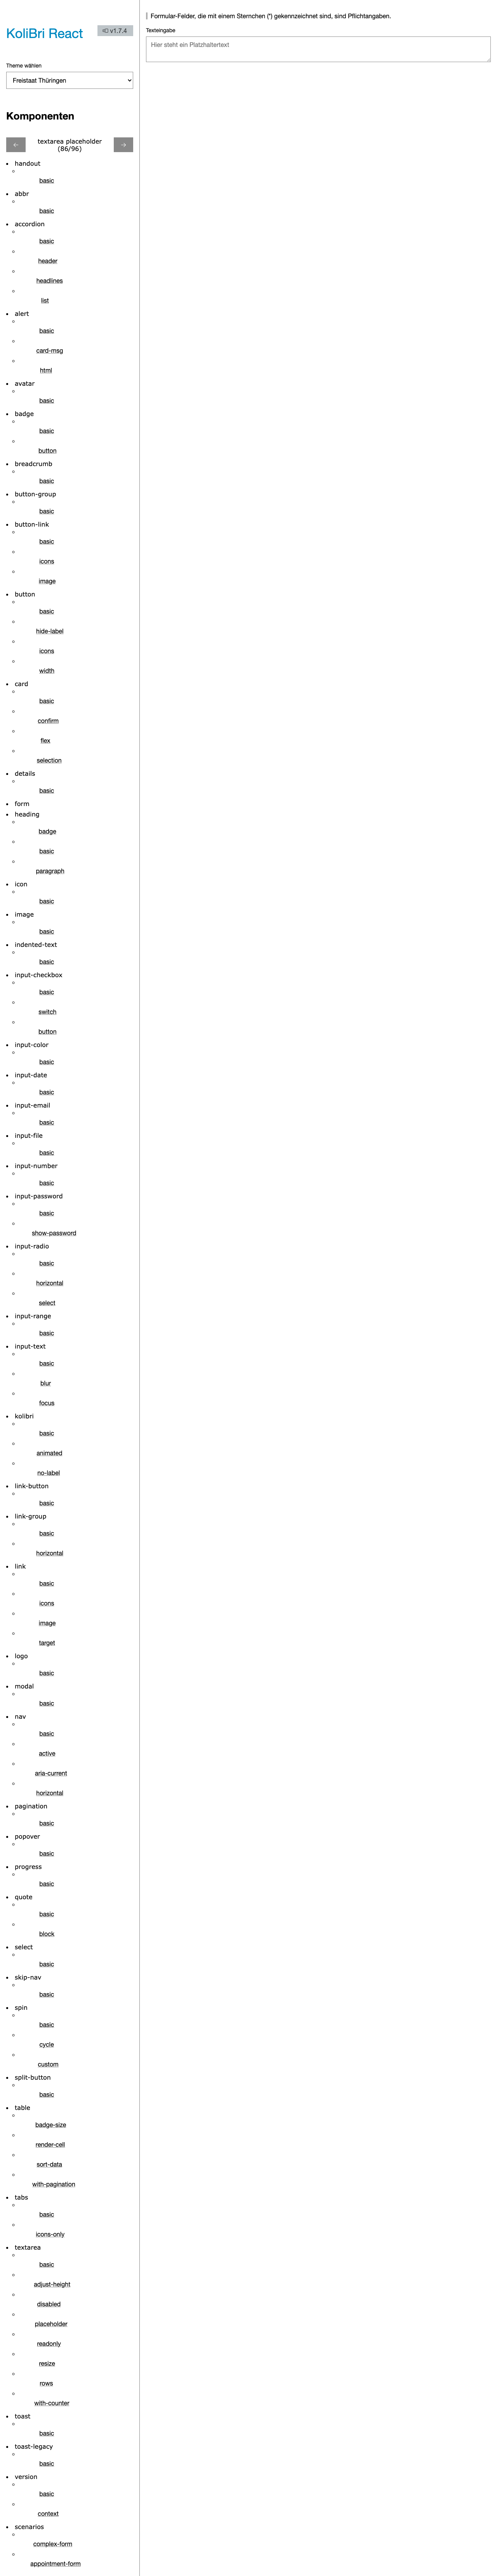 KoliBri React
v1.7.4
Theme wählen
Freistaat Thüringen
Komponenten
←
textarea placeholder
(86/96)
→
handout
basic
abbr
basic
accordion
basic
header
headlines
list
alert
basic
card-msg
html
avatar
basic
badge
basic
button
breadcrumb
basic
button-group
basic
button-link
basic
icons
image
button
basic
hide-label
icons
width
card
basic
confirm
flex
selection
details
basic
form
heading
badge
basic
paragraph
icon
basic
image
basic
indented-text
basic
input-checkbox
basic
switch
button
input-color
basic
input-date
basic
input-email
basic
input-file
basic
input-number
basic
input-password
basic
show-password
input-radio
basic
horizontal
select
input-range
basic
input-text
basic
blur
focus
kolibri
basic
animated
no-label
link-button
basic
link-group
basic
horizontal
link
basic
icons
image
target
logo
basic
modal
basic
nav
basic
active
aria-current
horizontal
pagination
basic
popover
basic
progress
basic
quote
basic
block
select
basic
skip-nav
basic
spin
basic
cycle
custom
split-button
basic
table
badge-size
render-cell
sort-data
with-pagination
tabs
basic
icons-only
textarea
basic
adjust-height
disabled
placeholder
readonly
resize
rows
with-counter
toast
basic
toast-legacy
basic
version
basic
context
scenarios
complex-form
appointment-form
Formular-Felder, die mit einem Sternchen (*) gekennzeichnet sind, sind Pflichtangaben.
Texteingabe
Hier steht ein Platzhaltertext